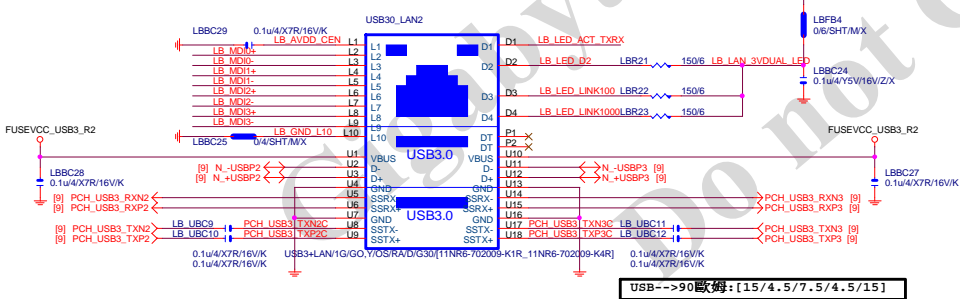 USB30_LAN2
LBBC29 0.1u/4/X7R/16V/K
LB_AVDD_CEN L1 L1 D1 D1 LB_LED_ACT_TXRX
LBFB4
0/6/SHT/M/X
LB_MDI0+ L2 L2
LB_MDI0- L3 L3 D2 D2 LB_LED_D2 LBR21 150/6 LB_LAN_3VDUAL_LED
LB_MDI1+ L4 L4
LB_MDI1- L5 L5
LBBC24
0.1u/4/Y5V/16V/Z/X
LB_MDI2+ L6 L6
LB_MDI2- L7 L7 D3 D3 LB_LED_LINK100 LBR22 150/6
LB_MDI3+ L8 L8
LB_MDI3- L9 L9 D4 D4 LB_LED_LINK1000 LBR23 150/6
LB_GND_L10 L10 L10
LBBC25 0/4/SHT/M/X
DT P1
DT P2
USB3.0
FUSEVCC_USB3_R2
FUSEVCC_USB3_R2
U1 VBUS U10
[9] N_-USBP2 U2 D- U11 N_-USBP3 [9]
[9] N_+USBP2 U3 D+ U12 N_+USBP3 [9]
LBBC28
0.1u/4/X7R/16V/K
LBBC27
0.1u/4/X7R/16V/K
U4 GND U13
[9] PCH_USB3_RXN2 U5 SSRX- U14 PCH_USB3_RXN3 [9]
[9] PCH_USB3_RXP2 U6 SSRX+ U15 PCH_USB3_RXP3 [9]
USB3.0
U7 GND U16
[9] PCH_USB3_TXN2 LB_UBC9 PCH_USB3_TXN2C U8 SSTX- U17 PCH_USB3_TXN3C LB_UBC11 PCH_USB3_TXN3 [9]
[9] PCH_USB3_TXP2 LB_UBC10 PCH_USB3_TXP2C U9 SSTX+ U18 PCH_USB3_TXP3C LB_UBC12 PCH_USB3_TXP3 [9]
0.1u/4/X7R/16V/K
0.1u/4/X7R/16V/K
USB3+LAN/1G/GO,Y/OS/RA/D/G30/[11NR6-702009-K1R_11NR6-702009-K4R]
0.1u/4/X7R/16V/K
0.1u/4/X7R/16V/K
USB-->90歐姆:[15/4.5/7.5/4.5/15]
Gigabyte
Do not